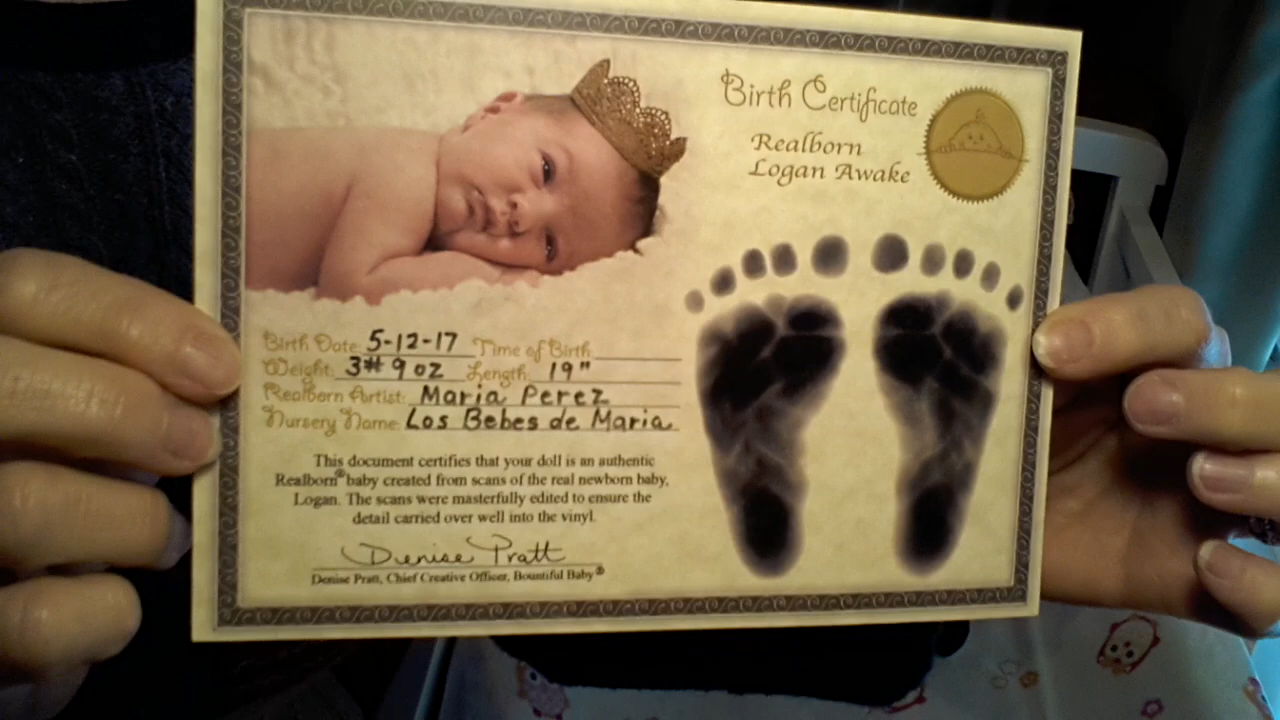 Birth Certificate
Realborn
Logan Awake
Birth Date: 5-12-17 Time of Birth:
Weight: 3# 9 oz Length: 19"
Realborn Artist: Maria Perez
Nursery Name: Los Bebes de Maria
This document certifies that your doll is an authentic
Realborn® baby created from scans of the real newborn baby,
Logan. The scans were masterfully edited to ensure the
detail carried over well into the vinyl.
Denise Pratt
Denise Pratt, Chief Creative Officer, Bountiful Baby®